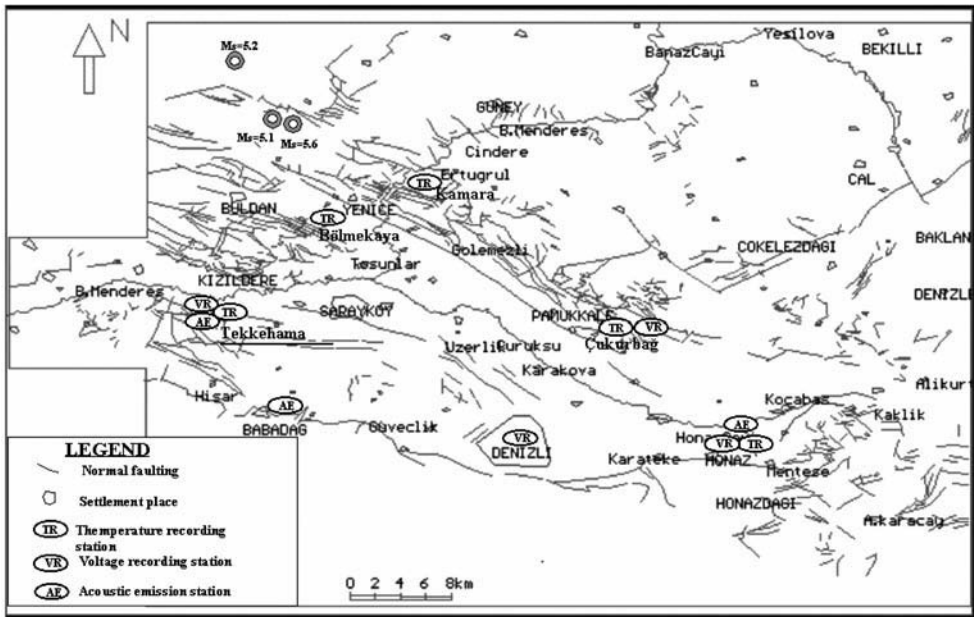 N
Ms=5.2
Yesilova
BanazCayi
BEKILLI
GUNEY
Ms=5.1
Ms=5.6
B.Menderes
Cindere
Ertugrul
TR
Kamara
CAL
BULDAN
TR
YENICE
Bölmekaya
Golemezli
COKELEZDAGI
BAKLAN
Tosunlar
KIZILDERE
B.Menderes
DENIZLI
VR
TR
AE
SARAYKOY
PAMUKKALE
TR
VR
Tekkehama
Uzerlik
Curuksu
Çukurbağ
Karakova
Alikurt
Hisar
AE
Kocabas
Kaklik
BABADAG
Guveclik
AE
VR
DENIZLI
VR
TR
Karateke
HONAZ
Mentese
HONAZDAGI
A.karacay
LEGEND
Normal faulting
Settlement place
TR
Themperature recording
station
VR
Voltage recording station
AE
Acoustic emission station
0 2 4 6 8km